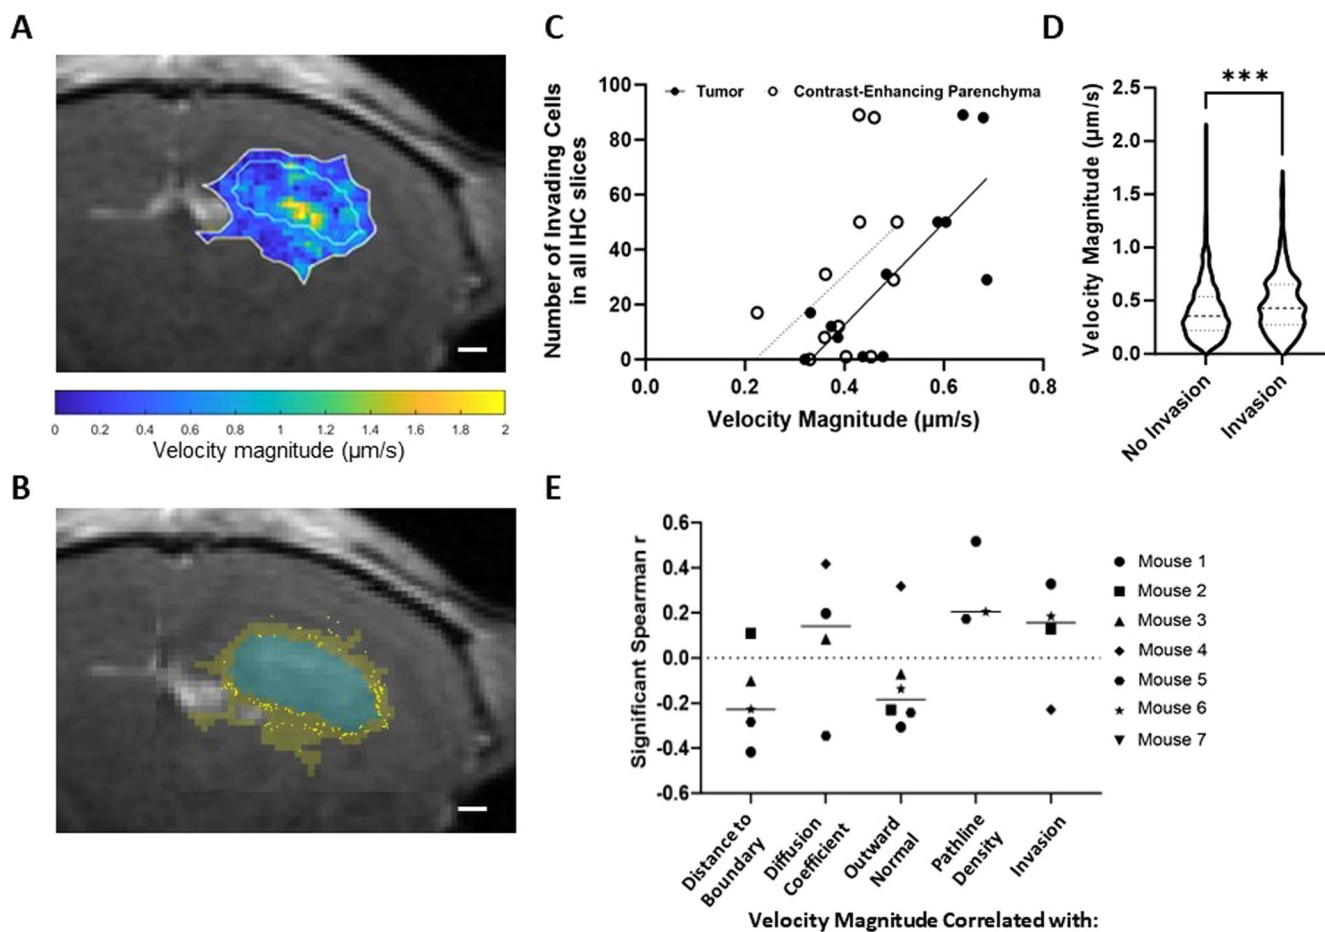 A
0
0.2
0.4
0.6
0.8
1
1.2
1.4
1.6
1.8
2
Velocity magnitude (µm/s)
B
C
Number of Invading Cells
in all IHC slices
100
80
60
40
20
0
Tumor
Contrast-Enhancing Parenchyma
0.0
0.2
0.4
0.6
0.8
Velocity Magnitude (µm/s)
D
Velocity Magnitude (µm/s)
2.5
2.0
1.5
1.0
0.5
0.0
***
No Invasion
Invasion
E
Significant Spearman r
0.6
0.4
0.2
0.0
-0.2
-0.4
-0.6
Distance to
Boundary
Diffusion
Coefficient
Outward
Normal
Pathline
Density
Invasion
Velocity Magnitude Correlated with:
Mouse 1
Mouse 2
Mouse 3
Mouse 4
Mouse 5
Mouse 6
Mouse 7